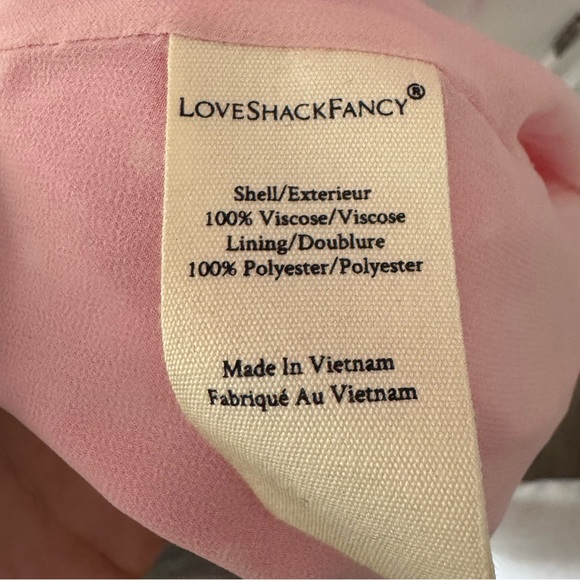 LOVESHACKFANCY®
Shell/Exterieur
100% Viscose/Viscose
Lining/Doublure
100% Polyester/Polyester
Made In Vietnam
Fabriqué Au Vietnam